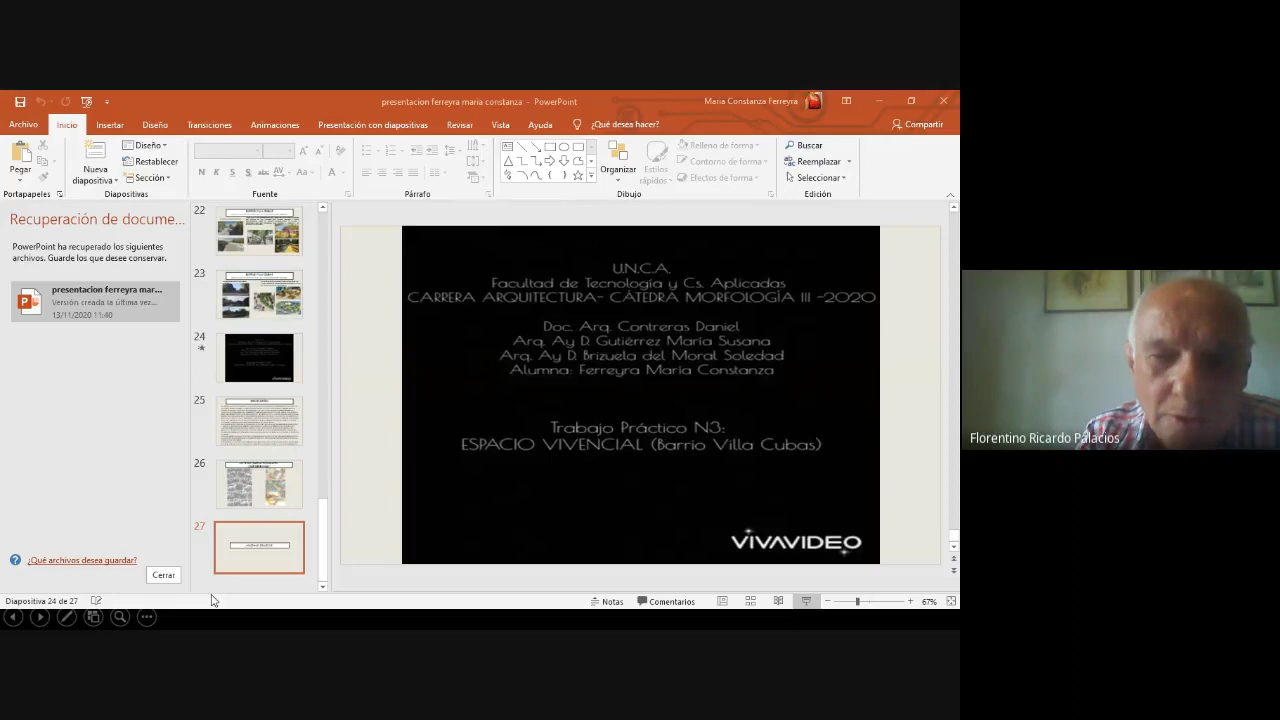 presentacion ferreyra maria constanza - PowerPoint
Maria Constanza Ferreyra
Archivo
Inicio
Insertar
Diseño
Transiciones
Animaciones
Presentación con diapositivas
Revisar
Vista
Ayuda
¿Qué desea hacer?
Compartir
Pegar
Nueva
diapositiva
Diseño
Restablecer
Sección
N K S S abc AV Aa A
Organizar
Estilos
rápidos
Relleno de forma
Contorno de forma
Efectos de forma
Buscar
Reemplazar
Seleccionar
Portapapeles
Diapositivas
Fuente
Párrafo
Dibujo
Edición
Recuperación de docume...
PowerPoint ha recuperado los siguientes
archivos. Guarde los que desee conservar.
presentacion ferreyra mar...
Versión creada la última vez...
13/11/2020 11:40
¿Qué archivos desea guardar?
Cerrar
22
23
24
25
26
27
U.N.C.A.
Facultad de Tecnología y Cs. Aplicadas
CARRERA ARQUITECTURA- CÁTEDRA MORFOLOGÍA III -2020
Doc. Arq. Contreras Daniel
Arq. Ay D. Gutiérrez María Susana
Arq. Ay D. Brizuela del Moral Soledad
Alumna: Ferreyra María Constanza
Trabajo Práctico N3:
ESPACIO VIVENCIAL (Barrio Villa Cubas)
VIVAVIDEO
Diapositiva 24 de 27
Notas
Comentarios
67%
Florentino Ricardo Palacios